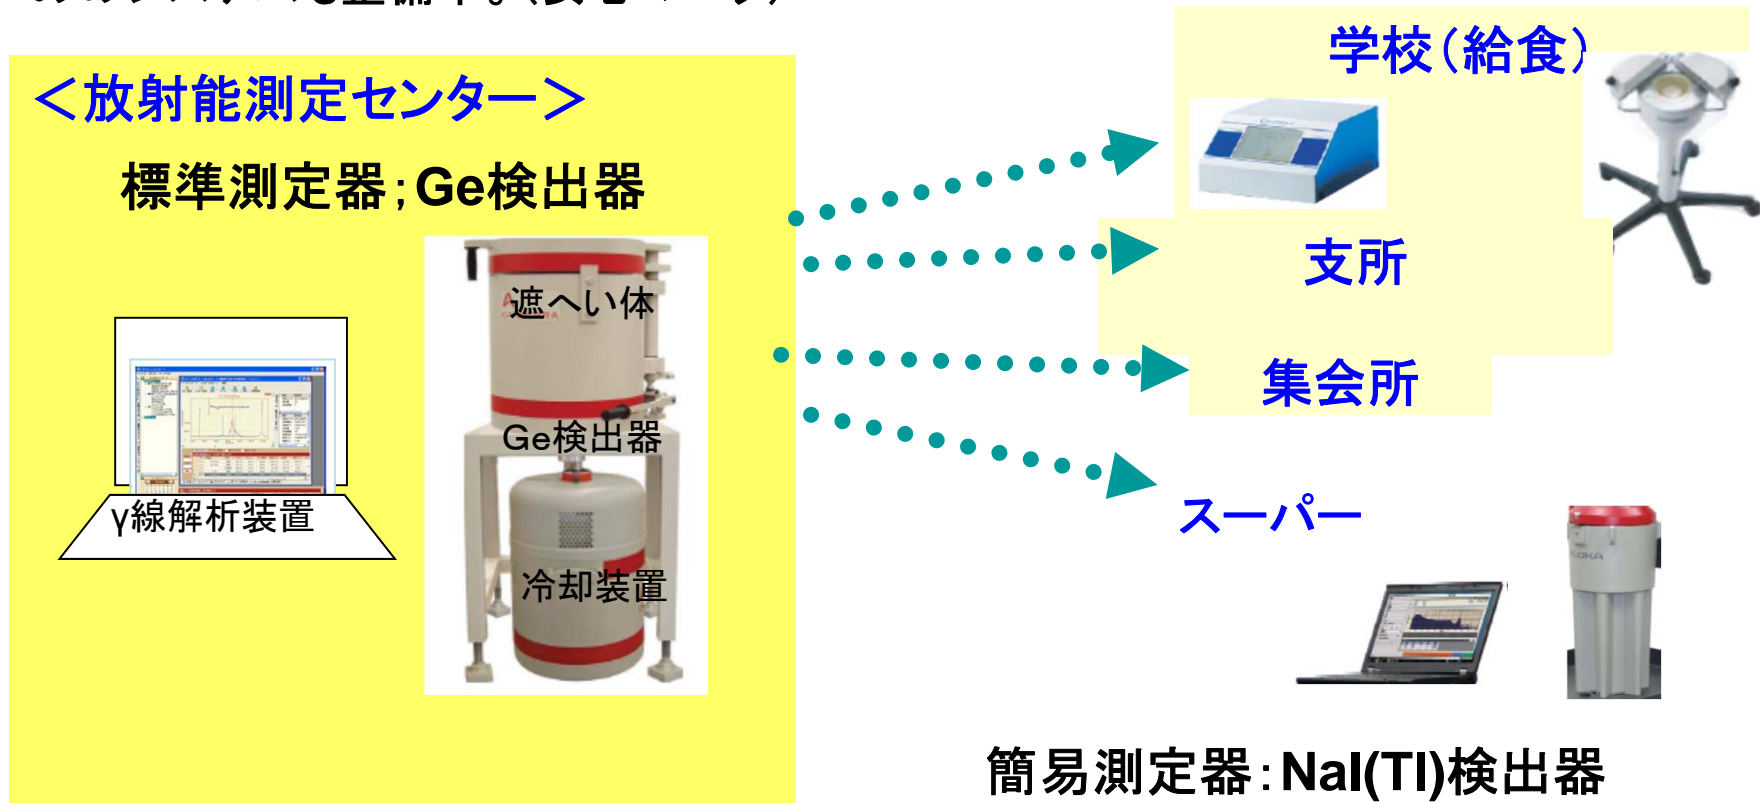 ＜放射能測定センター＞
標準測定器；Ge検出器
遮へい体
Ge検出器
冷却装置
γ線解析装置
学校（給食）
支所
集会所
スーパー
簡易測定器：NaI(Tl)検出器